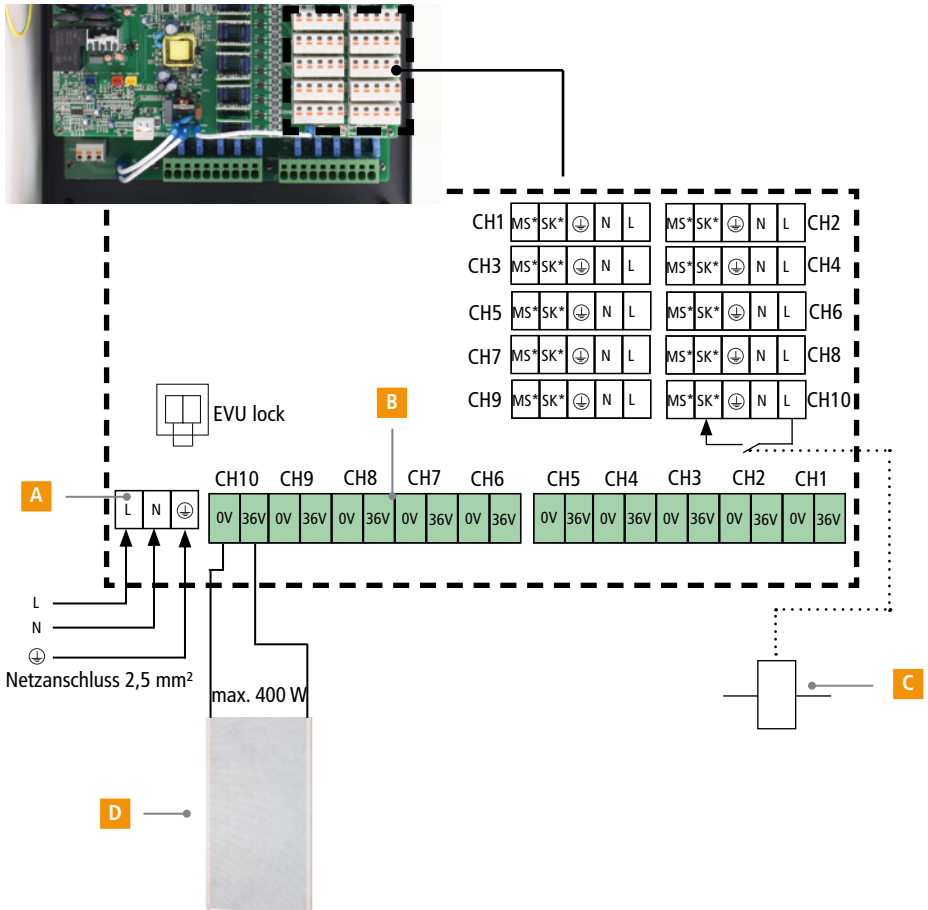 CH1 MS* SK* N L MS* SK* N L CH2
CH3 MS* SK* N L MS* SK* N L CH4
CH5 MS* SK* N L MS* SK* N L CH6
CH7 MS* SK* N L MS* SK* N L CH8
CH9 MS* SK* N L MS* SK* N L CH10
EVU lock
B
A
CH10 CH9 CH8 CH7 CH6 CH5 CH4 CH3 CH2 CH1
L N
0V 36V 0V 36V 0V 36V 0V 36V 0V 36V 0V 36V 0V 36V 0V 36V 0V 36V 0V 36V
L
N
Netzanschluss 2,5 mm²
max. 400 W
C
D